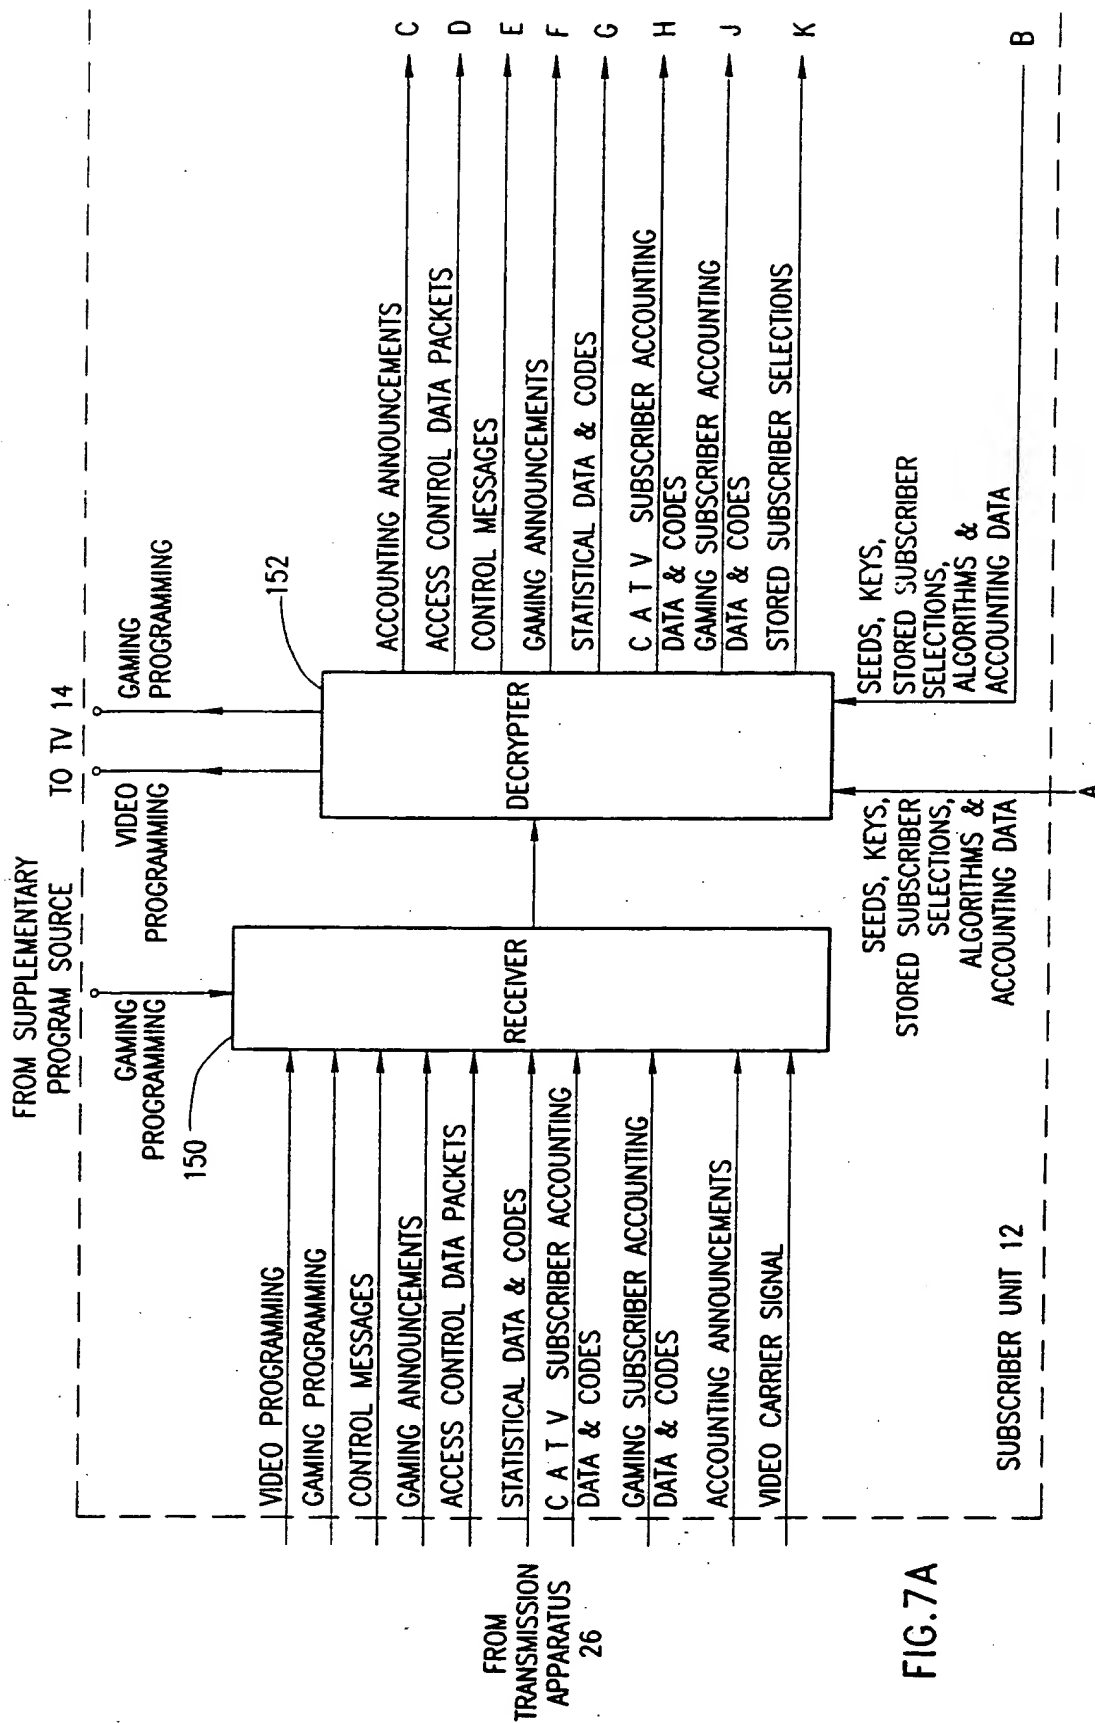 FROM SUPPLEMENTARY
PROGRAM SOURCE
TO TV 14
GAMING
PROGRAMMING
VIDEO
PROGRAMMING
GAMING
PROGRAMMING
150
152
VIDEO PROGRAMMING
GAMING PROGRAMMING
CONTROL MESSAGES
GAMING ANNOUNCEMENTS
ACCESS CONTROL DATA PACKETS
STATISTICAL DATA & CODES
C A T V SUBSCRIBER ACCOUNTING
DATA & CODES
GAMING SUBSCRIBER ACCOUNTING
DATA & CODES
ACCOUNTING ANNOUNCEMENTS
VIDEO CARRIER SIGNAL
FROM
TRANSMISSION
APPARATUS
26
RECEIVER
DECRYPTER
ACCOUNTING ANNOUNCEMENTS
C
ACCESS CONTROL DATA PACKETS
D
CONTROL MESSAGES
E
GAMING ANNOUNCEMENTS
F
STATISTICAL DATA & CODES
G
C A T V SUBSCRIBER ACCOUNTING
DATA & CODES
H
GAMING SUBSCRIBER ACCOUNTING
DATA & CODES
J
STORED SUBSCRIBER SELECTIONS
K
SEEDS, KEYS,
STORED SUBSCRIBER
SELECTIONS,
ALGORITHMS &
ACCOUNTING DATA
A
SEEDS, KEYS,
STORED SUBSCRIBER
SELECTIONS,
ALGORITHMS &
ACCOUNTING DATA
B
SUBSCRIBER UNIT 12
FIG.7A